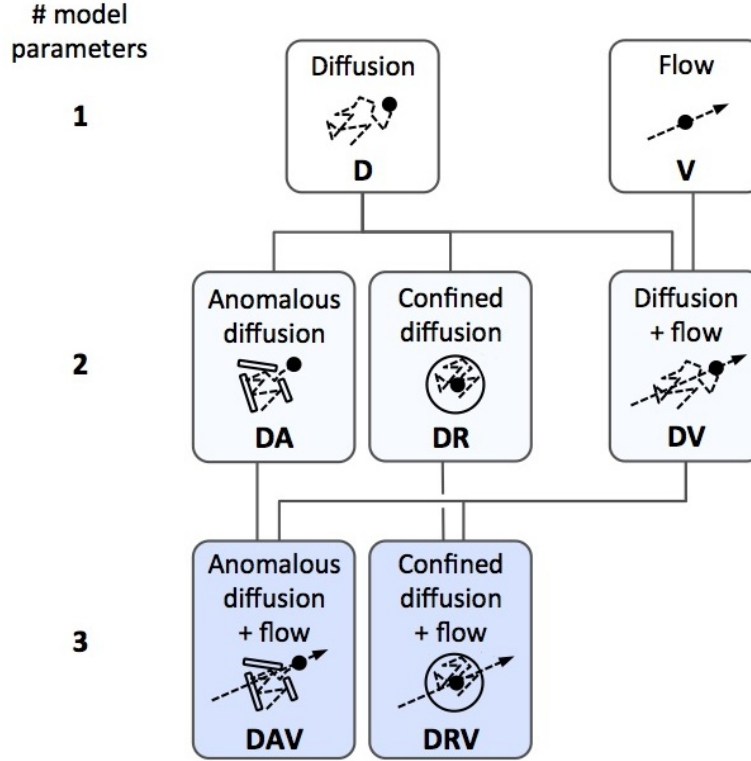 # model
parameters
1
Diffusion
D
Flow
V
2
Anomalous
diffusion
DA
Confined
diffusion
DR
Diffusion
+ flow
DV
3
Anomalous
diffusion
+ flow
DAV
Confined
diffusion
+ flow
DRV